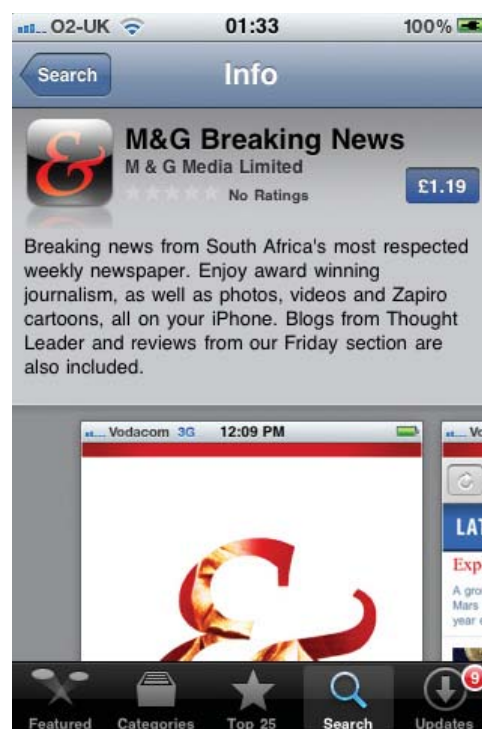 O2-UK 01:33 100%
Search Info
M&G Breaking News
M & G Media Limited
No Ratings £1.19
Breaking news from South Africa's most respected
weekly newspaper. Enjoy award winning
journalism, as well as photos, videos and Zapiro
cartoons, all on your iPhone. Blogs from Thought
Leader and reviews from our Friday section are
also included.
Vodacom 3G 12:09 PM
&
LAT
Exp
A gro
Mars
year e
9
Featured Categories Top 25 Search Updates